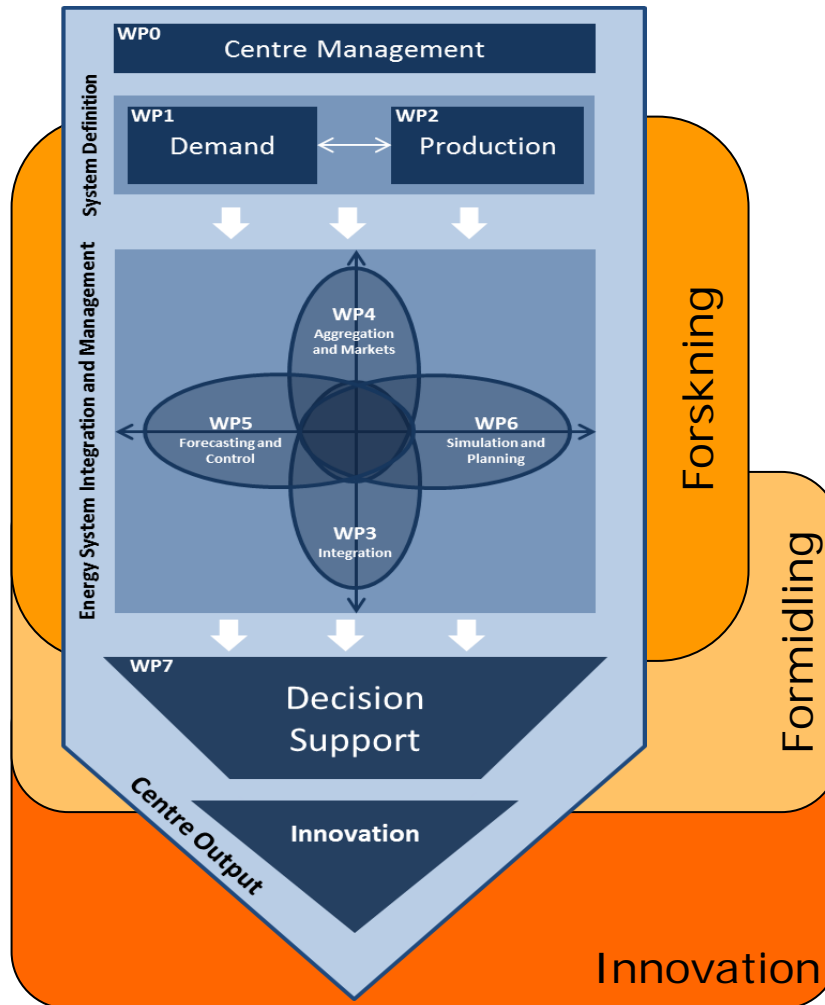 WP0
Centre Management
System Definition
WP1
Demand
WP2
Production
Energy System Integration and Management
WP4
Aggregation
and Markets
WP5
Forecasting and
Control
WP6
Simulation and
Planning
WP3
Integration
WP7
Decision
Support
Centre Output
Innovation
Forskning
Formidling
Innovation